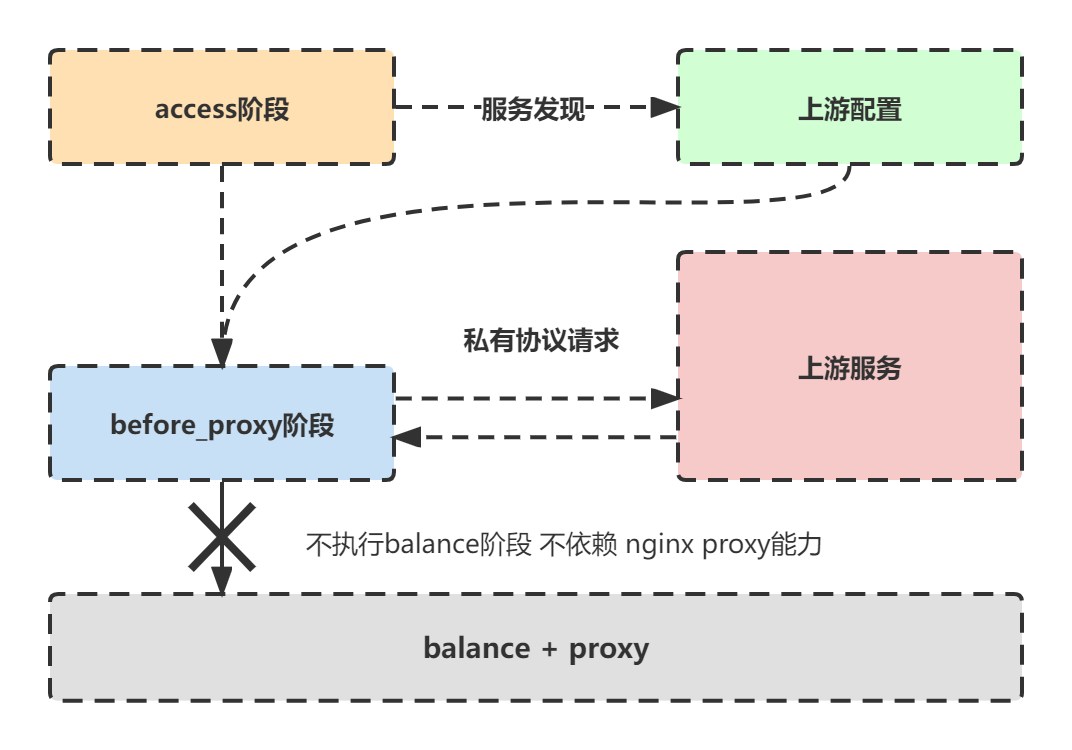 access阶段
服务发现
上游配置
私有协议请求
上游服务
before_proxy阶段
不执行balance阶段 不依赖 nginx proxy能力
balance + proxy